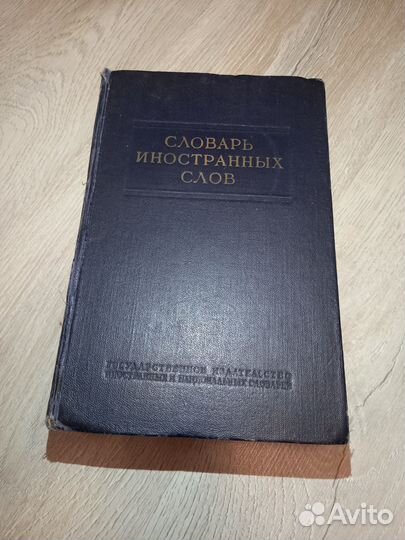 СЛОВАРЬ
ИНОСТРАННЫХ
СЛОВ
ГОСУДАРСТВЕННОЕ ИЗДАТЕЛЬСТВО
ИНОСТРАННЫХ И НАЦИОНАЛЬНЫХ СЛОВАРЕЙ
Avito